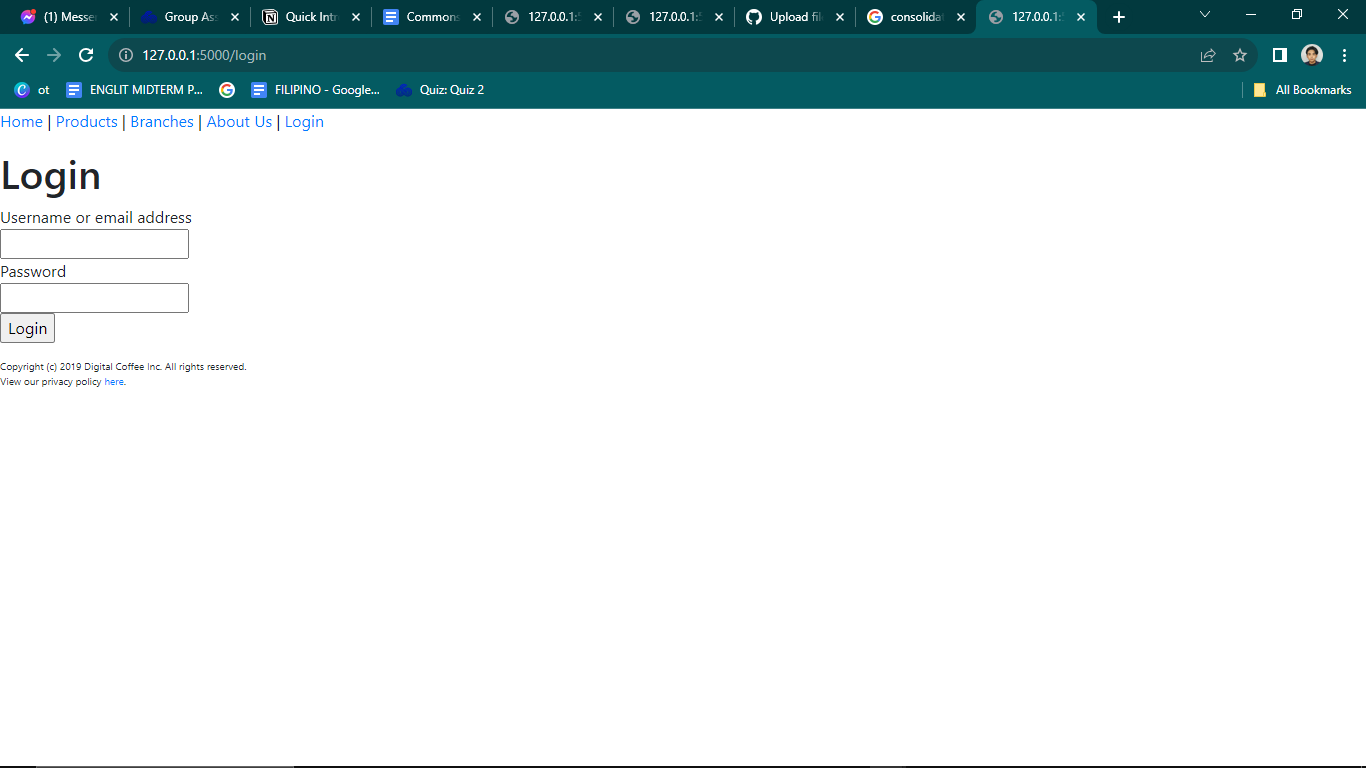 (1) Messe
Group Ass
Quick Intr
Commons
127.0.0.1:5
127.0.0.1:5
Upload fil
consolida
127.0.0.1:5
127.0.0.1:5000/login
ot
ENGLIT MIDTERM P...
FILIPINO - Google...
Quiz: Quiz 2
All Bookmarks
Home | Products | Branches | About Us | Login
Login
Username or email address
Password
Login
Copyright (c) 2019 Digital Coffee Inc. All rights reserved.
View our privacy policy here.